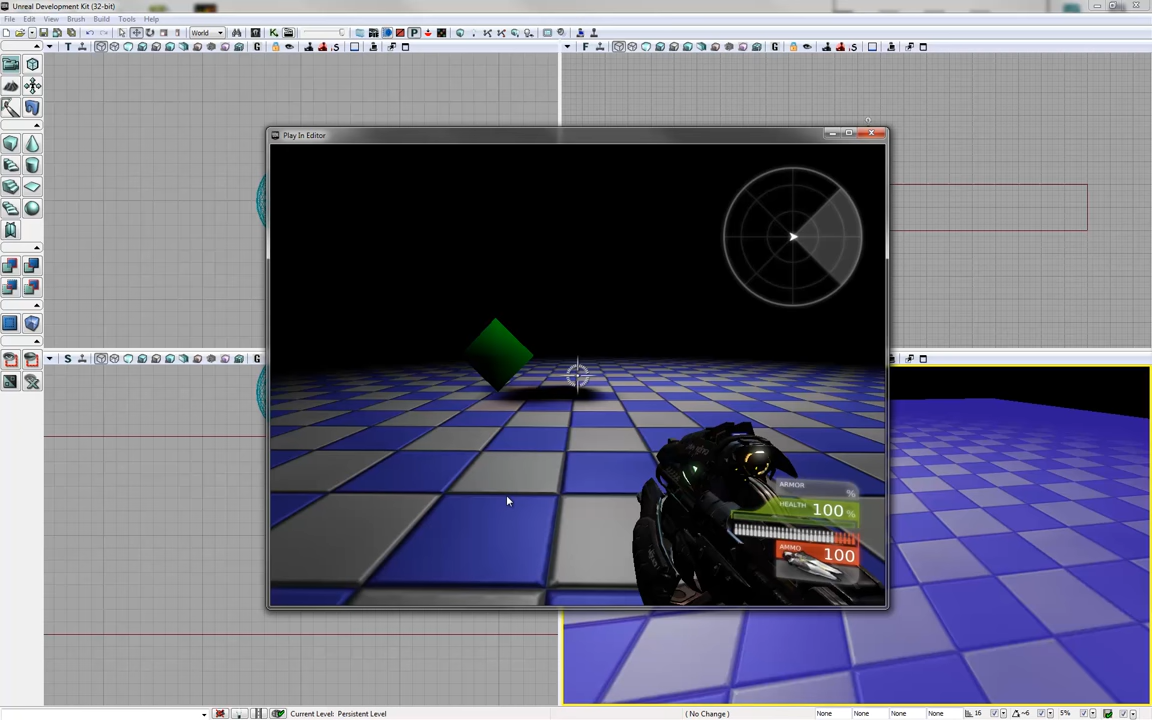 Unreal Development Kit (32-bit)
File Edit View Brush Build Tools Help
World
P
T
G
S
F
G
S
Play In Editor
ARMOR
%
HEALTH 100 %
AMMO 100
S
G
Current Level: Persistent Level
( No Change )
None None None None
16
~6
5%